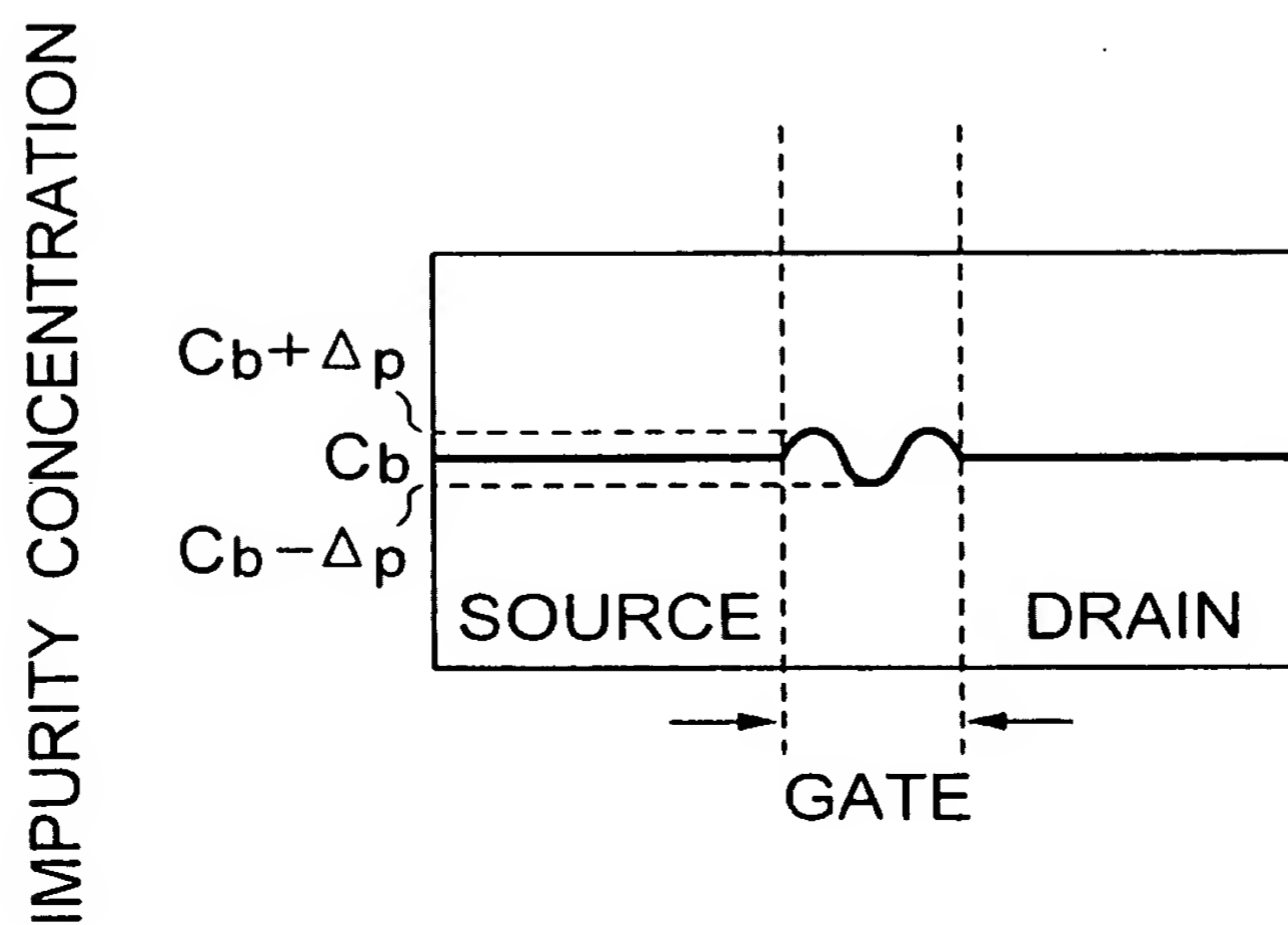 IMPURITY CONCENTRATION
Cb+Δp
Cb
Cb−Δp
SOURCE
DRAIN
GATE